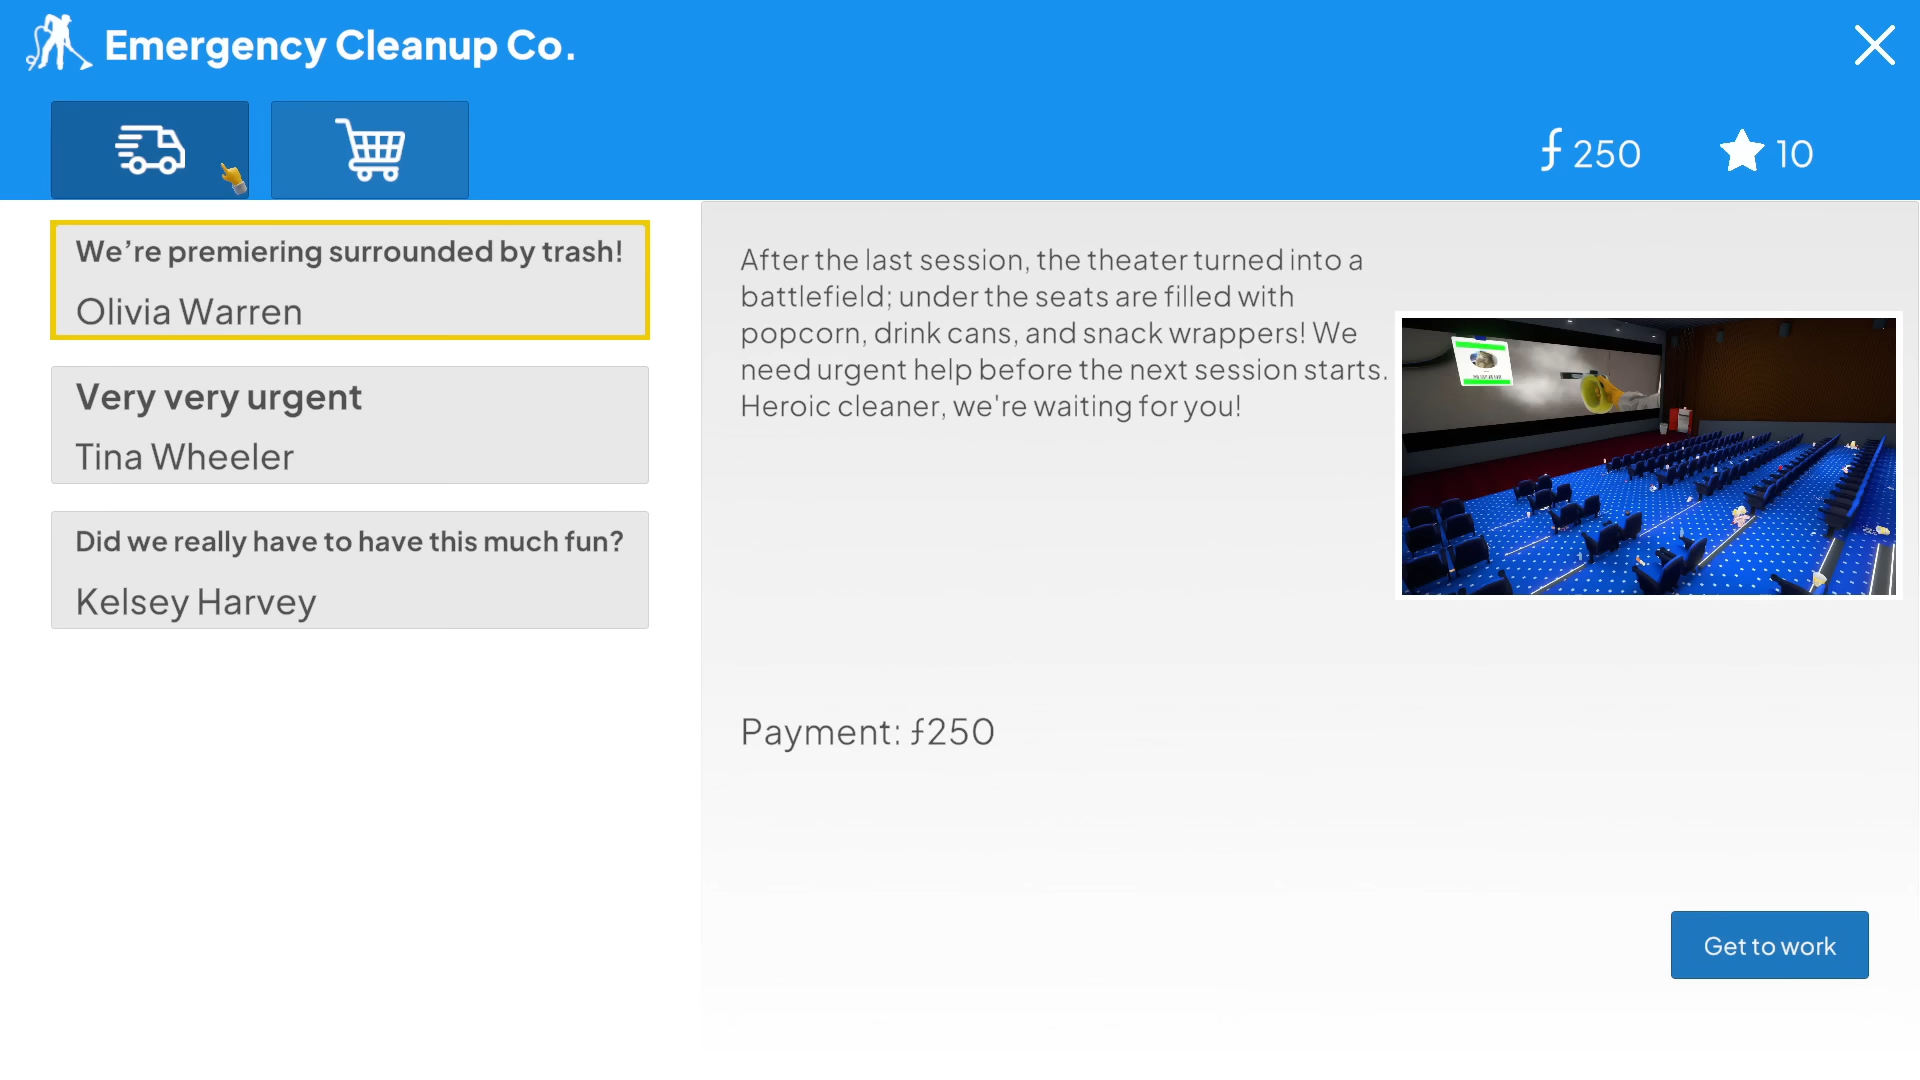 Emergency Cleanup Co.
ƒ 250
10
We’re premiering surrounded by trash!
Olivia Warren
Very very urgent
Tina Wheeler
Did we really have to have this much fun?
Kelsey Harvey
After the last session, the theater turned into a
battlefield; under the seats are filled with
popcorn, drink cans, and snack wrappers! We
need urgent help before the next session starts.
Heroic cleaner, we're waiting for you!
Payment: ƒ250
Get to work